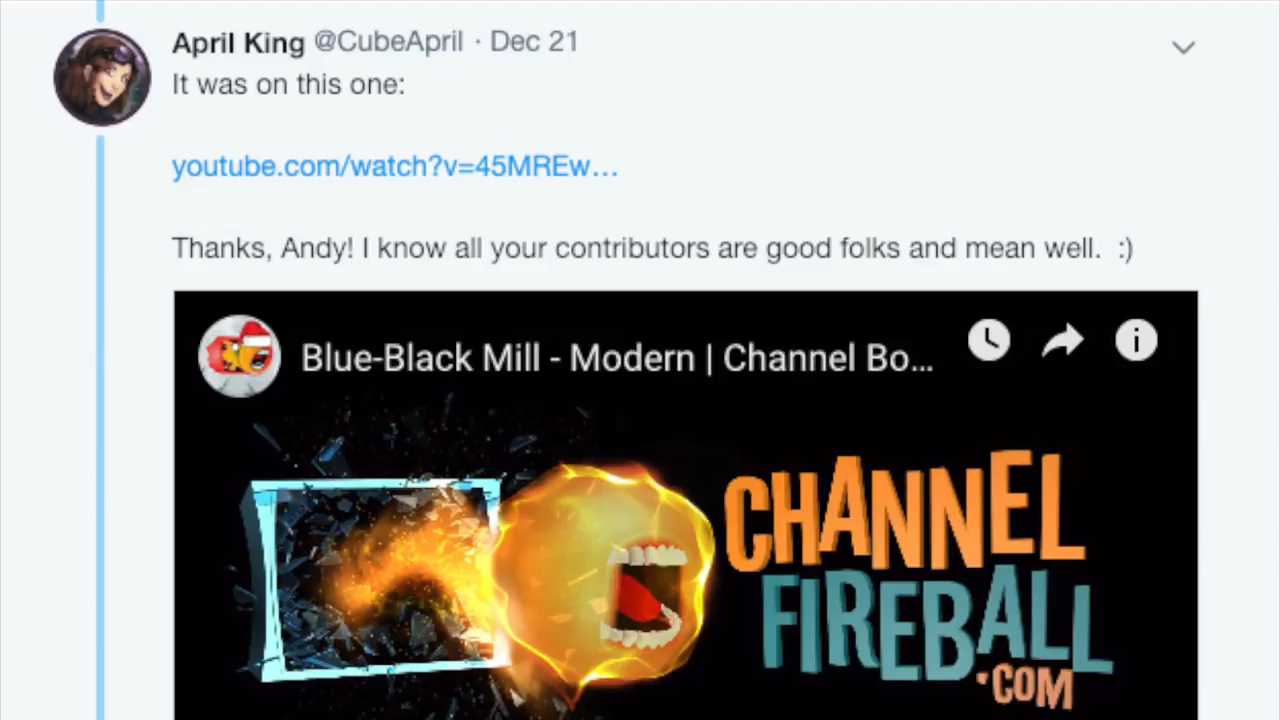 April King @CubeApril · Dec 21
It was on this one:
youtube.com/watch?v=45MREw...
Thanks, Andy! I know all your contributors are good folks and mean well. :)
Blue-Black Mill - Modern | Channel Bo...
CHANNEL
FIREBALL
.COM